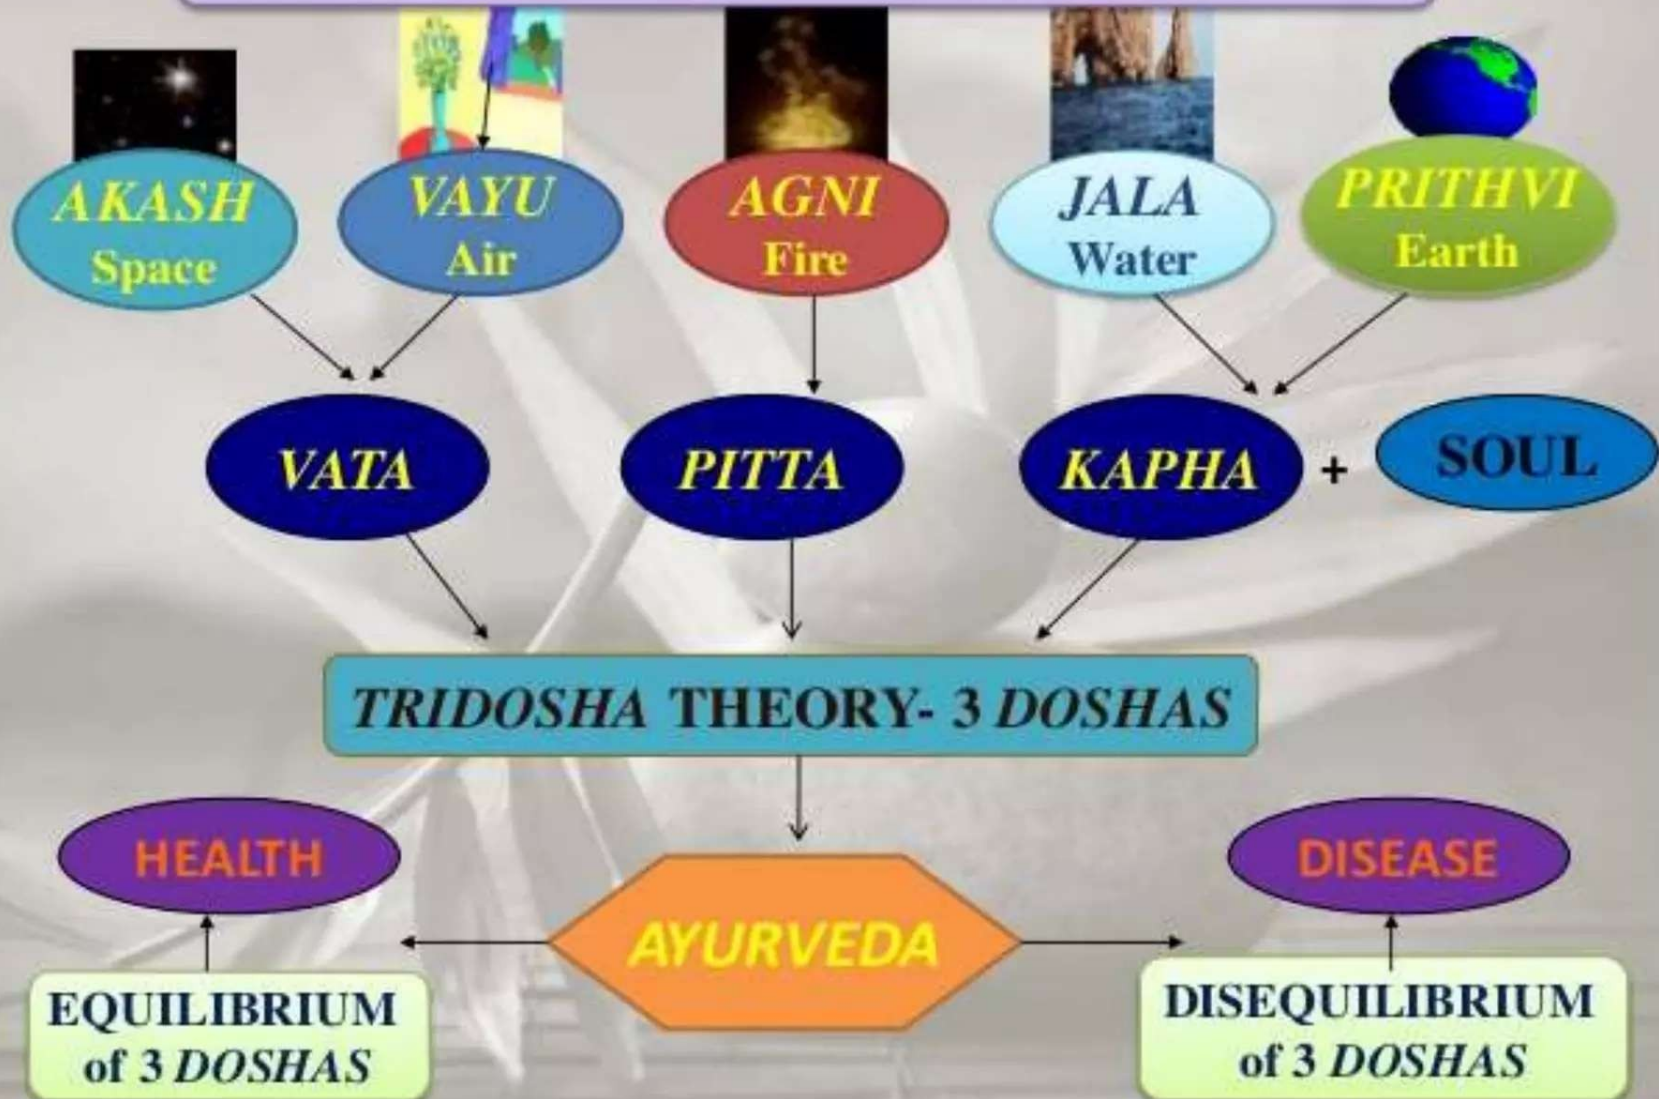 AKASH
Space
VAYU
Air
AGNI
Fire
JALA
Water
PRITHVI
Earth
VATA
PITTA
KAPHA
+
SOUL
TRIDOSHA THEORY- 3 DOSHAS
HEALTH
DISEASE
AYURVEDA
EQUILIBRIUM
of 3 DOSHAS
DISEQUILIBRIUM
of 3 DOSHAS